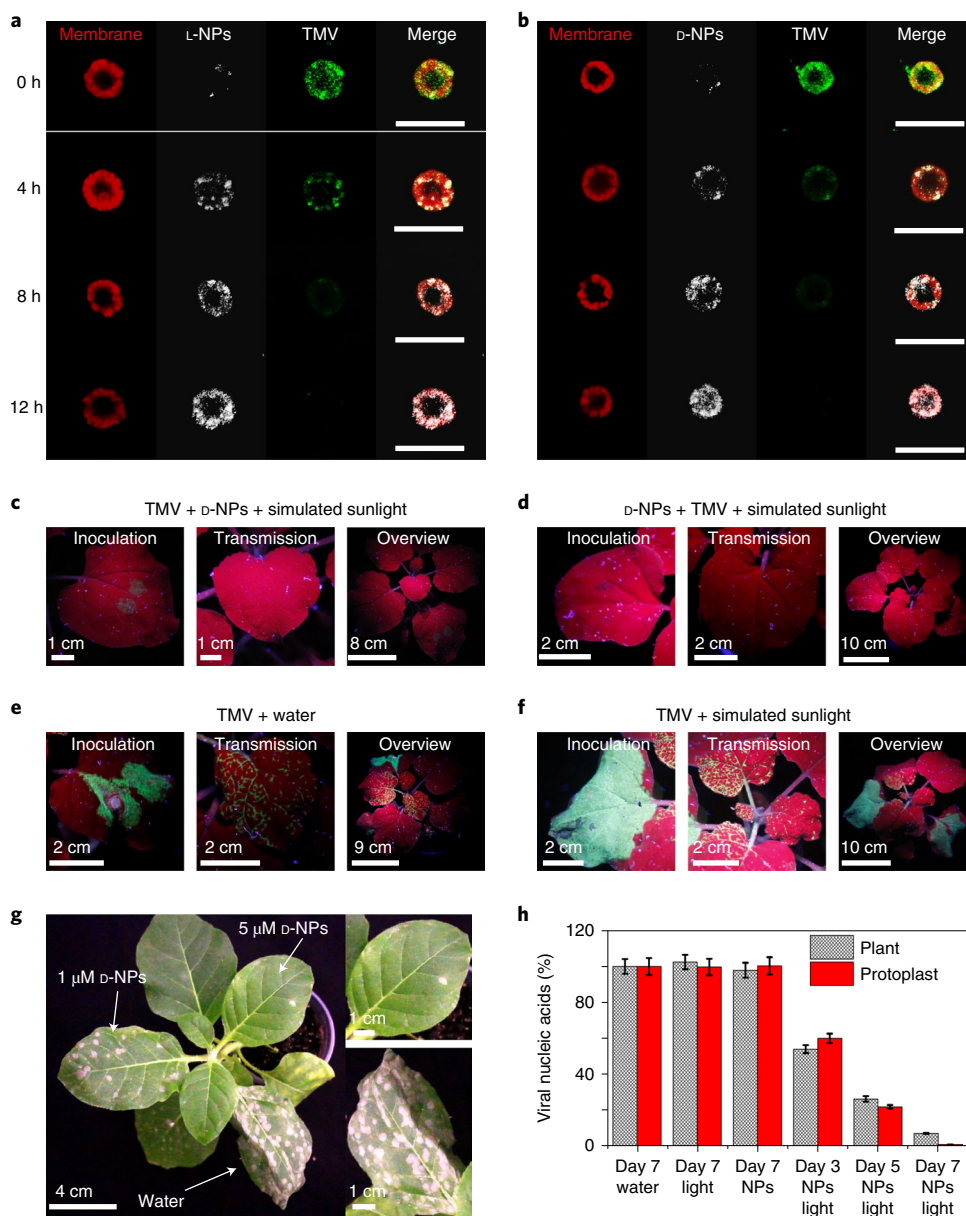 a
Membrane L-NPs TMV Merge
0 h
4 h
8 h
12 h
b
Membrane D-NPs TMV Merge
c
TMV + D-NPs + simulated sunlight
Inoculation Transmission Overview
1 cm 1 cm 8 cm
d
D-NPs + TMV + simulated sunlight
Inoculation Transmission Overview
2 cm 2 cm 10 cm
e
TMV + water
Inoculation Transmission Overview
2 cm 2 cm 9 cm
f
TMV + simulated sunlight
Inoculation Transmission Overview
2 cm 2 cm 10 cm
g
5 μM D-NPs
1 μM D-NPs
Water
4 cm
1 cm
1 cm
h
Viral nucleic acids (%)
120
80
40
0
Plant
Protoplast
Day 7 water
Day 7 light
Day 7 NPs
Day 3 NPs light
Day 5 NPs light
Day 7 NPs light